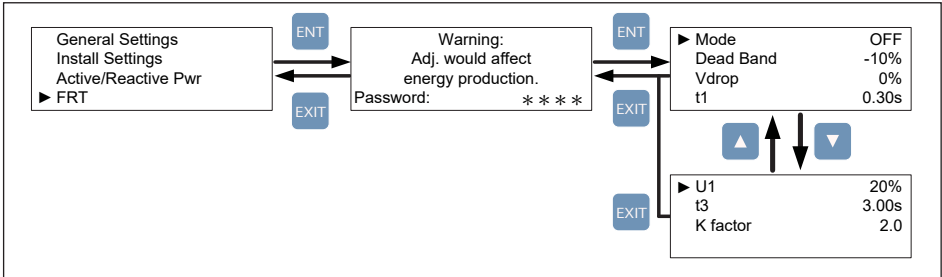 General Settings
Install Settings
Active/Reactive Pwr
► FRT
ENT
EXIT
Warning:
Adj. would affect
energy production.
Password: ****
ENT
EXIT
► Mode OFF
Dead Band -10%
Vdrop 0%
t1 0.30s
▲ ▼
EXIT
► U1 20%
t3 3.00s
K factor 2.0